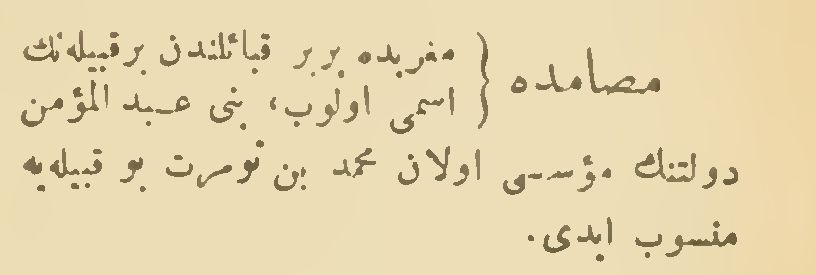 مصامده { مغربده بربر قبائلندن برقبیله‌نك
اسمی اولوب، بنی عبد المؤمن
دولتنك مؤسسی اولان محمد بن تومرت بو قبیله‌یه
منسوب ایدی.